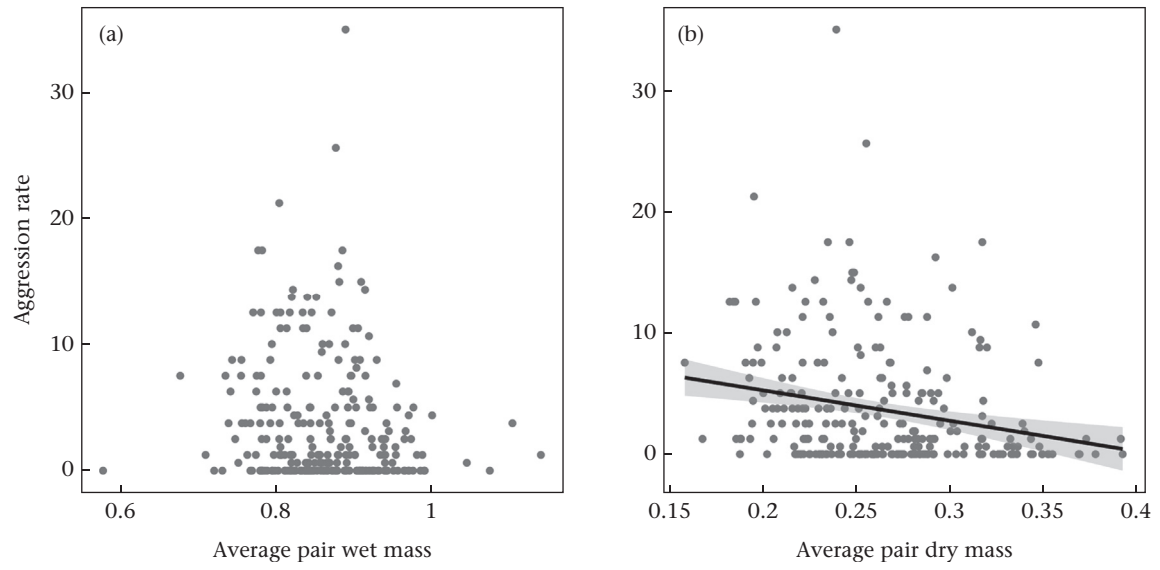 (a)
30
20
10
0
Aggression rate
0.6 0.8 1
Average pair wet mass
(b)
30
20
10
0
0.15 0.2 0.25 0.3 0.35 0.4
Average pair dry mass